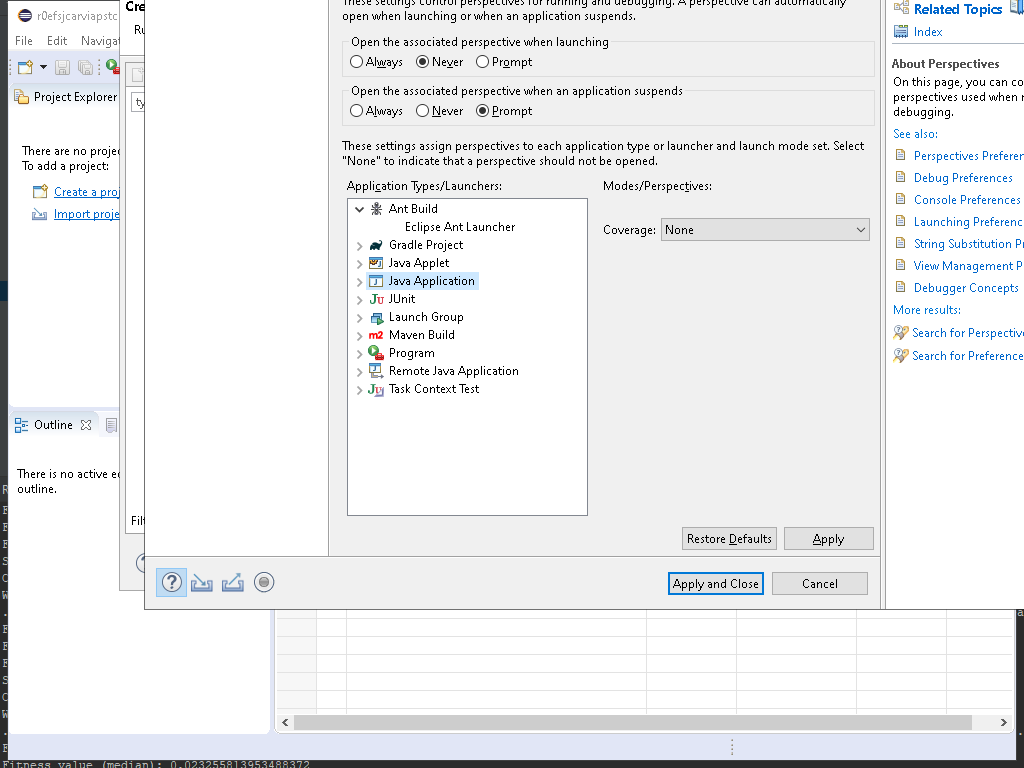 r0efsjcarviapstc
File Edit Navigat
Project Explorer
There are no projec
To add a project:
Create a proj
Import proje
Outline
There is no active ed
outline.
Cre
Ru
ty
Filt
These settings control perspectives for running and debugging. A perspective can automatically
open when launching or when an application suspends.
Open the associated perspective when launching
Always Never Prompt
Open the associated perspective when an application suspends
Always Never Prompt
These settings assign perspectives to each application type or launcher and launch mode set. Select
"None" to indicate that a perspective should not be opened.
Application Types/Launchers:
Ant Build
Eclipse Ant Launcher
Gradle Project
Java Applet
Java Application
JUnit
Launch Group
Maven Build
Program
Remote Java Application
Task Context Test
Modes/Perspectives:
Coverage: None
Restore Defaults Apply
Apply and Close Cancel
Related Topics
Index
About Perspectives
On this page, you can co
perspectives used when r
debugging.
See also:
Perspectives Preferen
Debug Preferences
Console Preferences
Launching Preferenc
String Substitution Pr
View Management P
Debugger Concepts
More results:
Search for Perspective
Search for Preference
Fitness value (median): 0.023255813953488372